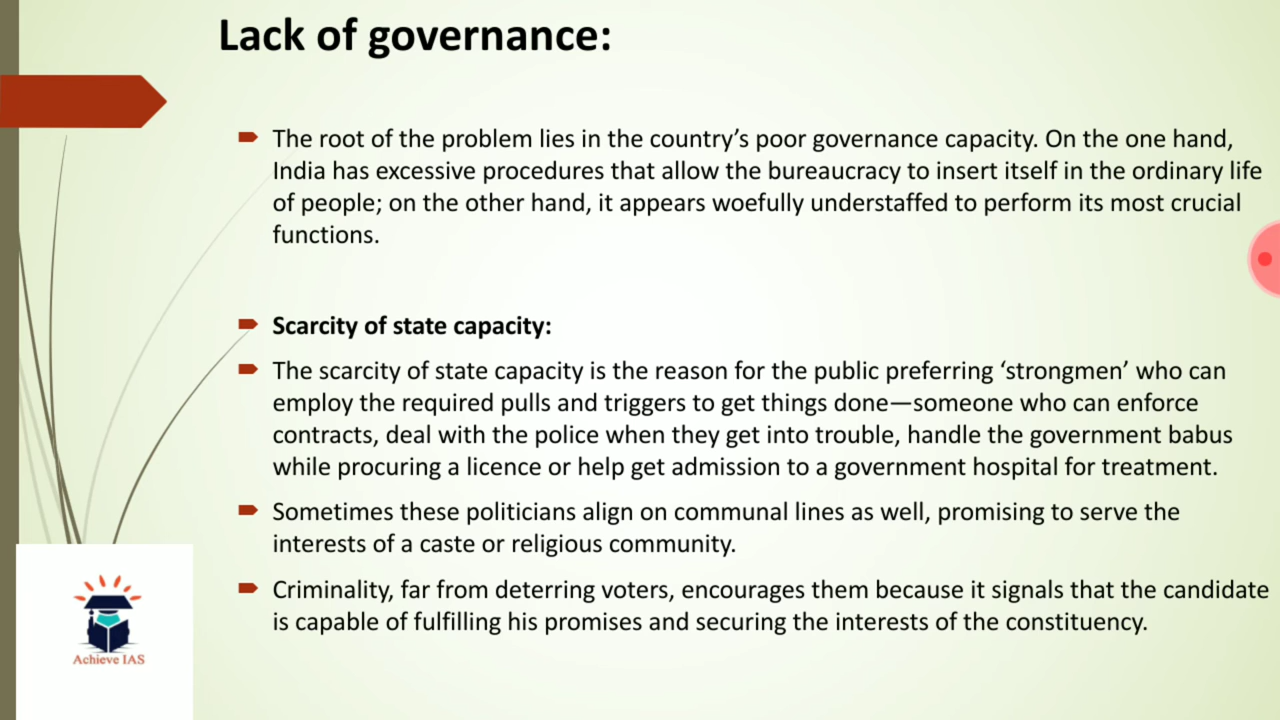 Lack of governance:
The root of the problem lies in the country’s poor governance capacity. On the one hand,
India has excessive procedures that allow the bureaucracy to insert itself in the ordinary life
of people; on the other hand, it appears woefully understaffed to perform its most crucial
functions.
Scarcity of state capacity:
The scarcity of state capacity is the reason for the public preferring ‘strongmen’ who can
employ the required pulls and triggers to get things done—someone who can enforce
contracts, deal with the police when they get into trouble, handle the government babus
while procuring a licence or help get admission to a government hospital for treatment.
Sometimes these politicians align on communal lines as well, promising to serve the
interests of a caste or religious community.
Criminality, far from deterring voters, encourages them because it signals that the candidate
is capable of fulfilling his promises and securing the interests of the constituency.
Achieve IAS